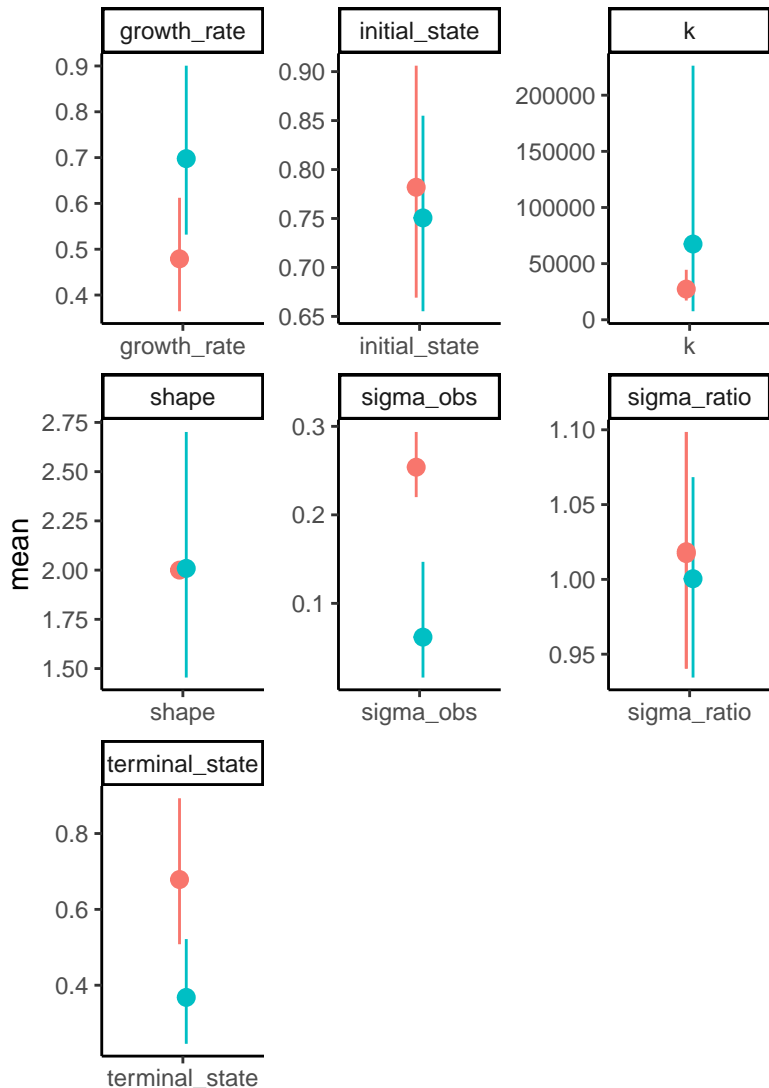 growth_rate
initial_state
k
0.9
0.8
0.7
0.6
0.5
0.4
0.90
0.85
0.80
0.75
0.70
0.65
200000
150000
100000
50000
0
growth_rate
initial_state
k
shape
sigma_obs
sigma_ratio
mean
2.75
2.50
2.25
2.00
1.75
1.50
0.3
0.2
0.1
1.10
1.05
1.00
0.95
shape
sigma_obs
sigma_ratio
terminal_state
0.8
0.6
0.4
terminal_state